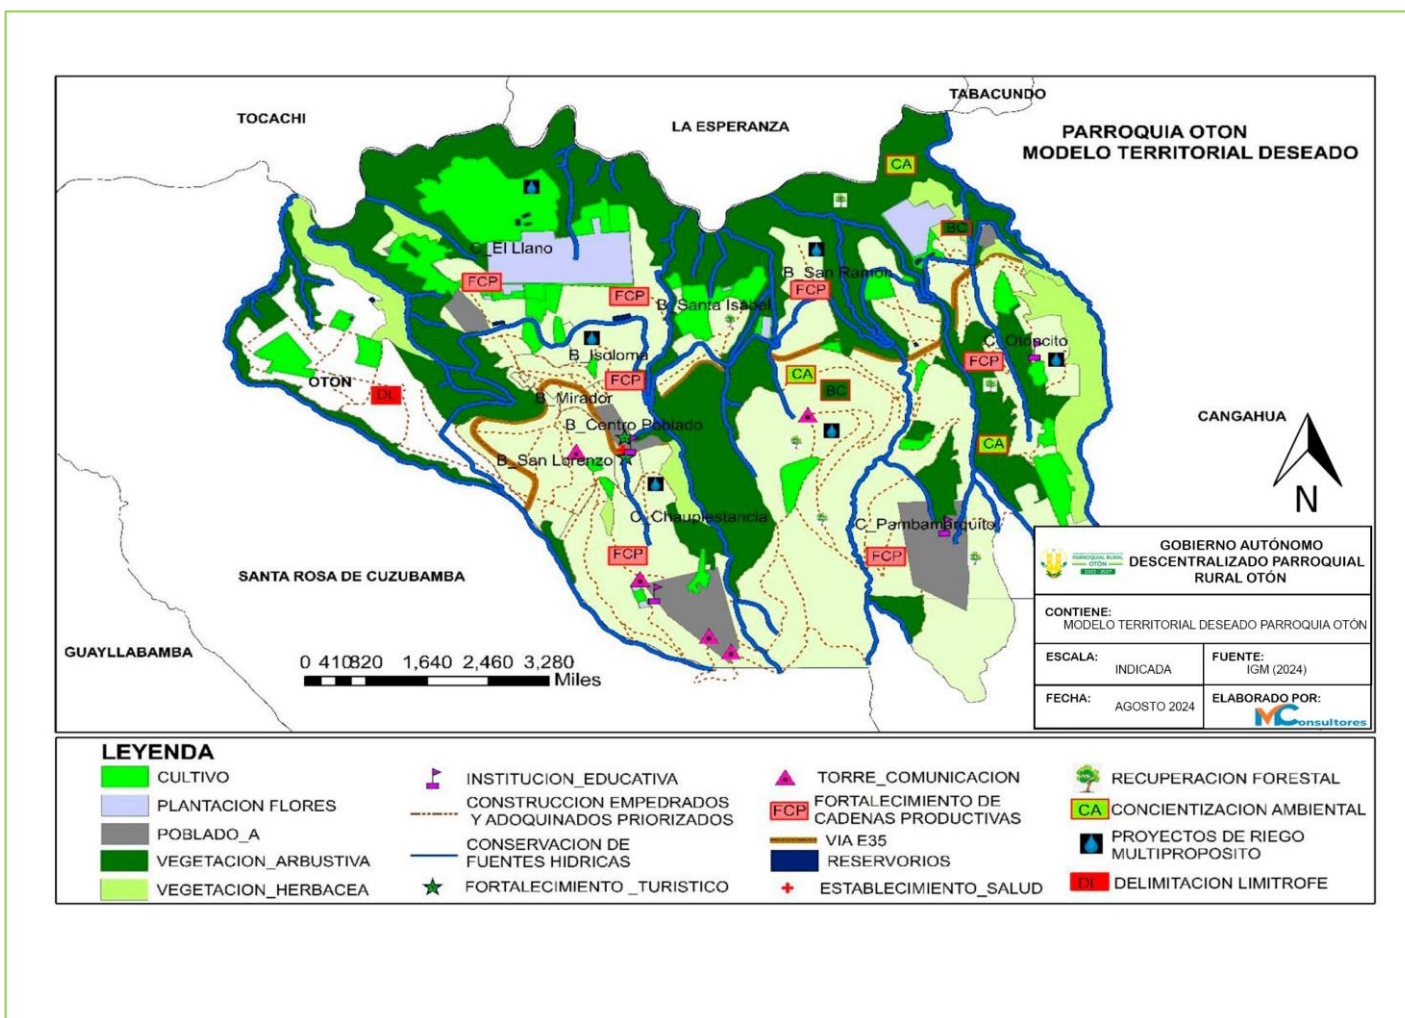 TABACUNDO
TOCACHI
LA ESPERANZA
PARROQUIA OTON
MODELO TERRITORIAL DESEADO
CA
BC
C_El Llano
B_San Ramón
FCP
FCP
FCP
B_Santa Isabel
C_Otoncito
B_Isoloma
FCP
FCP
CA
OTON
DL
BC
B_Mirador
CANGAHUA
B_Centro Poblado
CA
B_San Lorenzo
C_Chaupiestancia
C_Pambamarquito
N
FCP
FCP
SANTA ROSA DE CUZUBAMBA
GUAYLLABAMBA
0 410820 1,640 2,460 3,280
Miles
PARROQUIAL RURAL
OTÓN
2023 - 2027
GOBIERNO AUTÓNOMO
DESCENTRALIZADO PARROQUIAL
RURAL OTÓN
CONTIENE:
MODELO TERRITORIAL DESEADO PARROQUIA OTÓN
ESCALA:
INDICADA
FUENTE:
IGM (2024)
FECHA:
AGOSTO 2024
ELABORADO POR:
MConsultores
LEYENDA
CULTIVO
PLANTACION FLORES
POBLADO_A
VEGETACION_ARBUSTIVA
VEGETACION_HERBACEA
INSTITUCION_EDUCATIVA
CONSTRUCCION EMPEDRADOS
Y ADOQUINADOS PRIORIZADOS
CONSERVACION DE
FUENTES HIDRICAS
FORTALECIMIENTO _TURISTICO
TORRE_COMUNICACION
FCP FORTALECIMIENTO DE
CADENAS PRODUCTIVAS
VIA E35
RESERVORIOS
ESTABLECIMIENTO_SALUD
RECUPERACION FORESTAL
CA CONCIENTIZACION AMBIENTAL
PROYECTOS DE RIEGO
MULTIPROPOSITO
DL DELIMITACION LIMITROFE